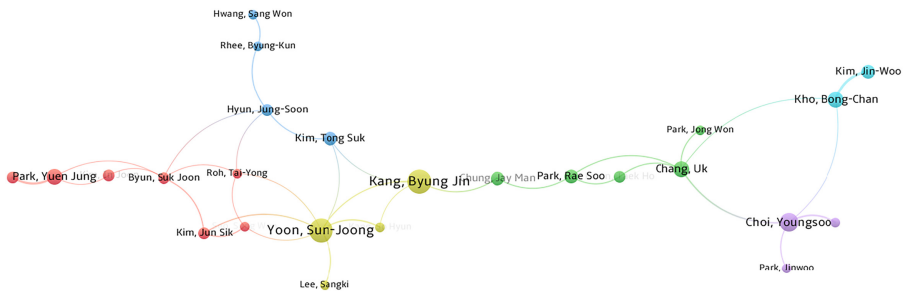 Hwang, Sang Won
Rhee, Byung-Kun
Kim, Jin-Woo
Kho, Bong-Chan
Hyun, Jung-Soon
Park, Jong Won
Kim, Tong Suk
Chang, Uk
Park, Yuen Jung
Byun, Suk Joon
Roh, Tai-Yong
Kang, Byung Jin
Chung, Jay Man
Park, Rae Soo
Kim, Jun Sik
Yoon, Sun-Joong
Choi, Youngsoo
Park, Jinwoo
Lee, Sangki